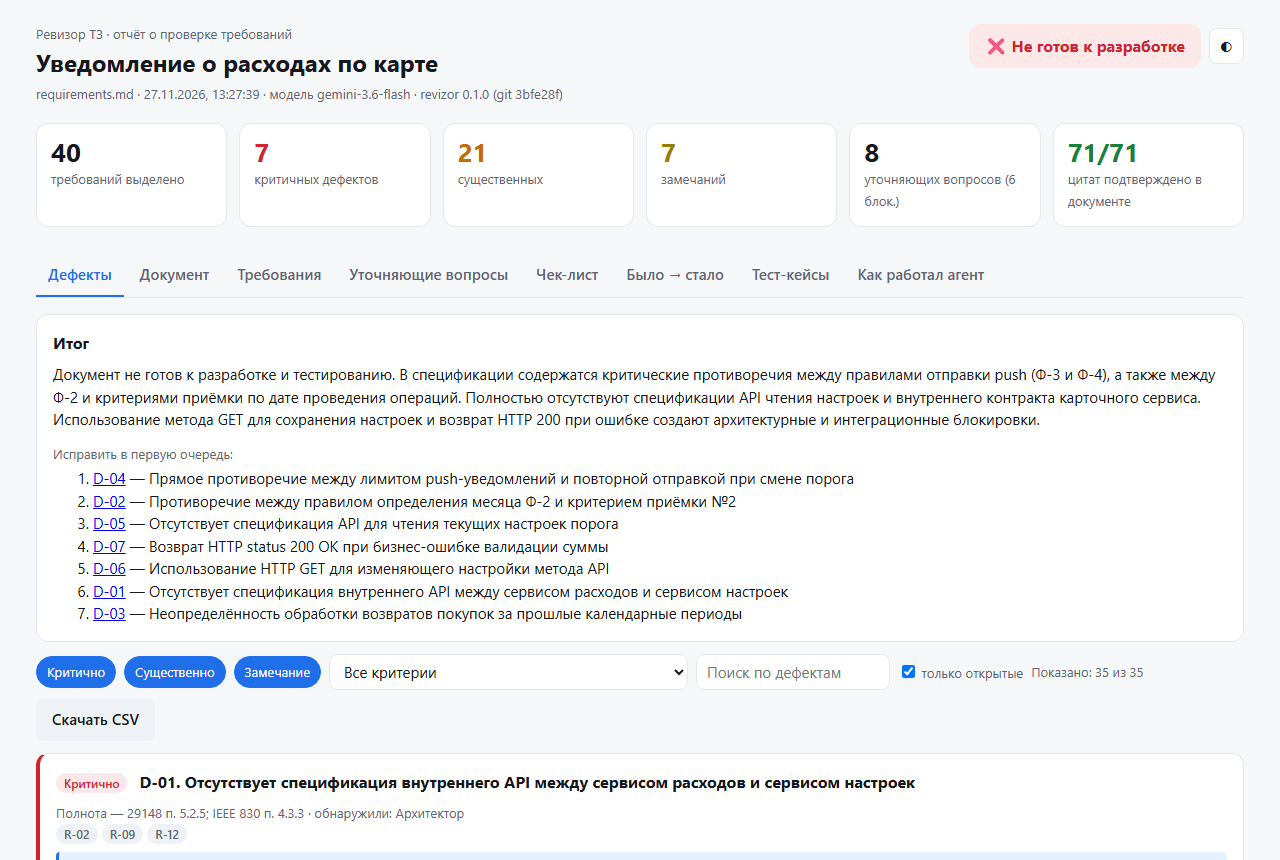 Ревизор ТЗ · отчёт о проверке требований
Уведомление о расходах по карте
requirements.md · 27.11.2026, 13:27:39 · модель gemini-3.6-flash · revizor 0.1.0 (git 3bfe28f)
❌ Не готов к разработке
40
требований выделено
7
критичных дефектов
21
существенных
7
замечаний
8
уточняющих вопросов (6
блок.)
71/71
цитат подтверждено в
документе
Дефекты Документ Требования Уточняющие вопросы Чек-лист Было → стало Тест-кейсы Как работал агент
Итог
Документ не готов к разработке и тестированию. В спецификации содержатся критические противоречия между правилами отправки push (Ф-3 и Ф-4), а также между
Ф-2 и критериями приёмки по дате проведения операций. Полностью отсутствуют спецификации API чтения настроек и внутреннего контракта карточного сервиса.
Использование метода GET для сохранения настроек и возврат HTTP 200 при ошибке создают архитектурные и интеграционные блокировки.
Исправить в первую очередь:
1. D-04 — Прямое противоречие между лимитом push-уведомлений и повторной отправкой при смене порога
2. D-02 — Противоречие между правилом определения месяца Ф-2 и критерием приёмки №2
3. D-05 — Отсутствует спецификация API для чтения текущих настроек порога
4. D-07 — Возврат HTTP status 200 OK при бизнес-ошибке валидации суммы
5. D-06 — Использование HTTP GET для изменяющего настройки метода API
6. D-01 — Отсутствует спецификация внутреннего API между сервисом расходов и сервисом настроек
7. D-03 — Неопределённость обработки возвратов покупок за прошлые календарные периоды
Критично Существенно Замечание Все критерии Поиск по дефектам только открытые Показано: 35 из 35
Скачать CSV
Критично D-01. Отсутствует спецификация внутреннего API между сервисом расходов и сервисом настроек
Полнота — 29148 п. 5.2.5; IEEE 830 п. 4.3.3 · обнаружили: Архитектор
R-02 R-09 R-12